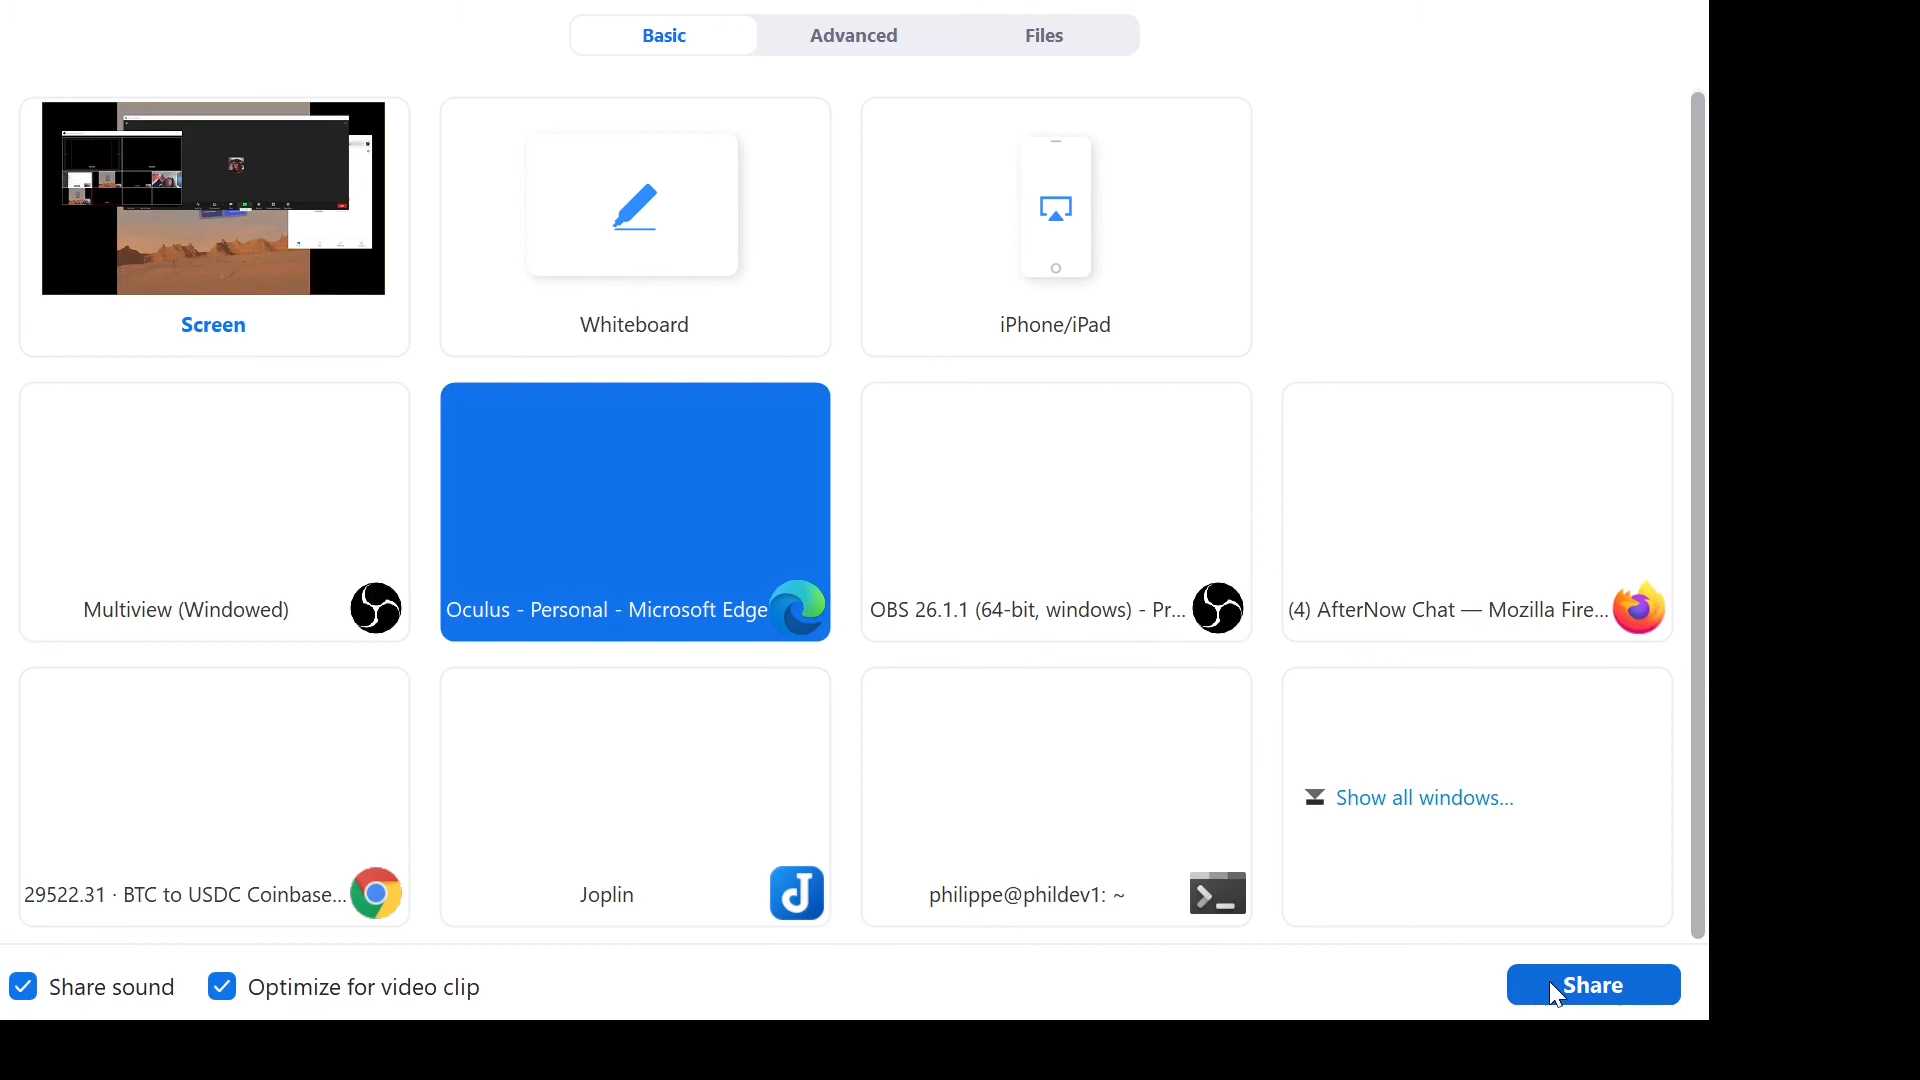 Basic
Advanced
Files
Screen
Whiteboard
iPhone/iPad
Multiview (Windowed)
Oculus - Personal - Microsoft Edge
OBS 26.1.1 (64-bit, windows) - Pr...
(4) AfterNow Chat — Mozilla Fire...
29522.31 · BTC to USDC Coinbase...
Joplin
philippe@phildev1: ~
Show all windows...
Share sound
Optimize for video clip
Share